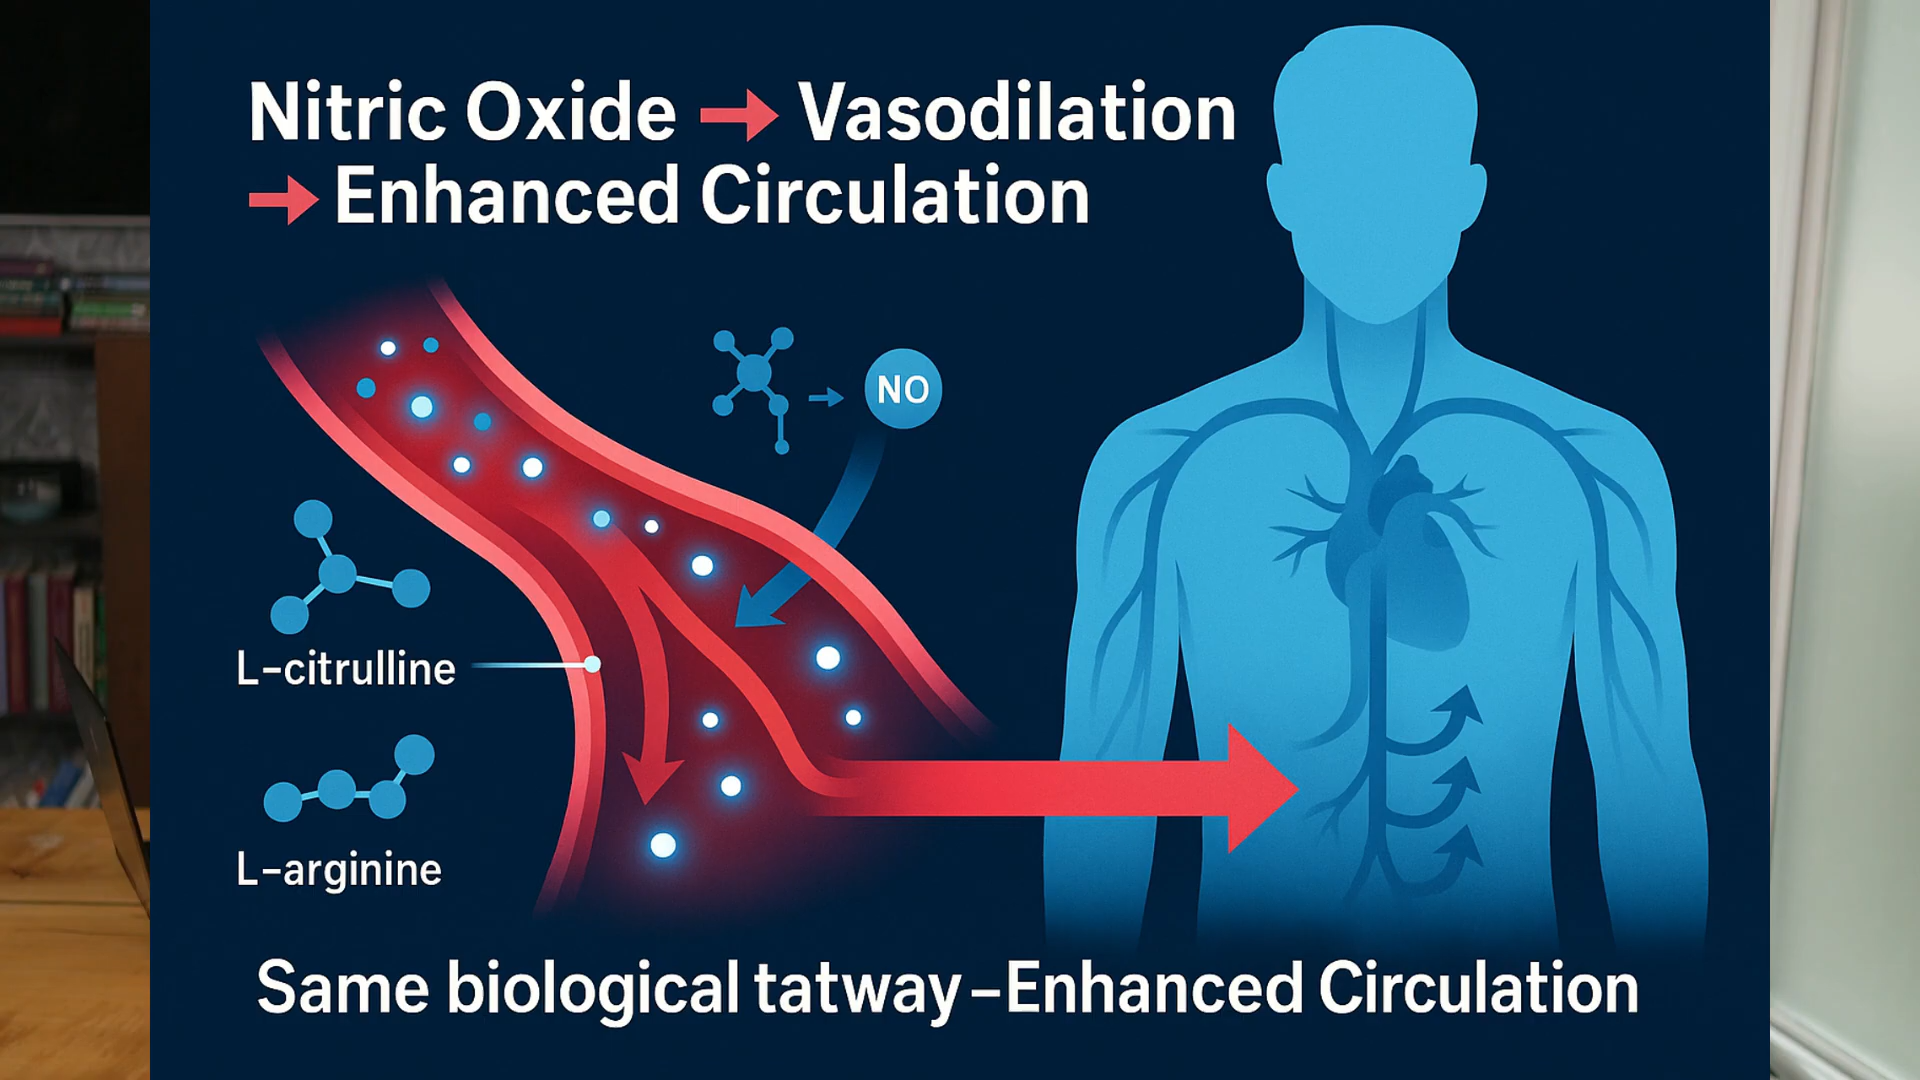 Nitric Oxide → Vasodilation
→ Enhanced Circulation
NO
L-citrulline
L-arginine
Same biological tatway – Enhanced Circulation